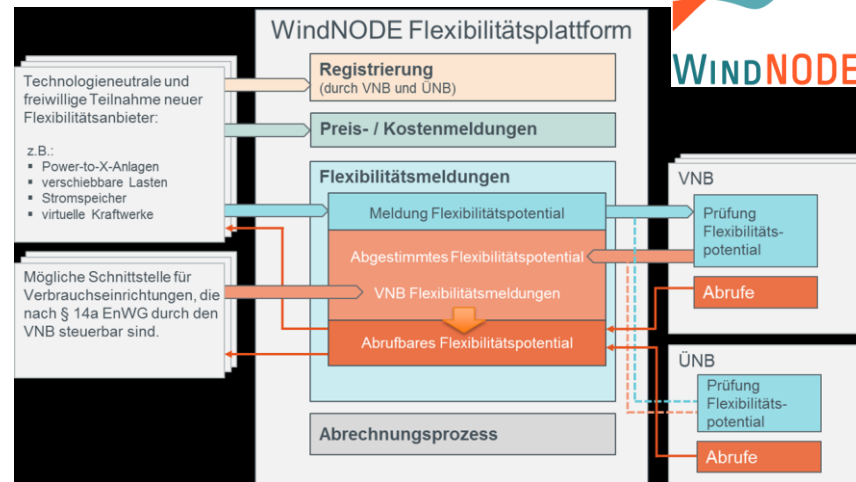 WindNODE Flexibilitätsplattform
WINDNODE
Technologieneutrale und
freiwillige Teilnahme neuer
Flexibilitätsanbieter:
z.B.:
▪ Power-to-X-Anlagen
▪ verschiebbare Lasten
▪ Stromspeicher
▪ virtuelle Kraftwerke
Mögliche Schnittstelle für
Verbrauchseinrichtungen, die
nach § 14a EnWG durch den
VNB steuerbar sind.
Registrierung
(durch VNB und ÜNB)
Preis- / Kostenmeldungen
Flexibilitätsmeldungen
Meldung Flexibilitätspotential
Abgestimmtes Flexibilitätspotential
VNB Flexibilitätsmeldungen
Abrufbares Flexibilitätspotential
Abrechnungsprozess
VNB
Prüfung
Flexibilitäts-
potential
Abrufe
ÜNB
Prüfung
Flexibilitäts-
potential
Abrufe